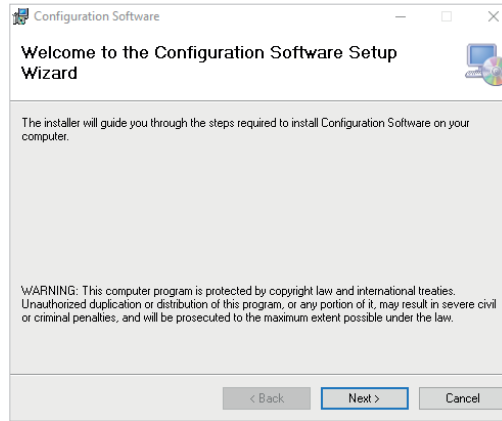 Configuration Software
Welcome to the Configuration Software Setup
Wizard
The installer will guide you through the steps required to install Configuration Software on your
computer.
WARNING: This computer program is protected by copyright law and international treaties.
Unauthorized duplication or distribution of this program, or any portion of it, may result in severe civil
or criminal penalties, and will be prosecuted to the maximum extent possible under the law.
< Back Next > Cancel